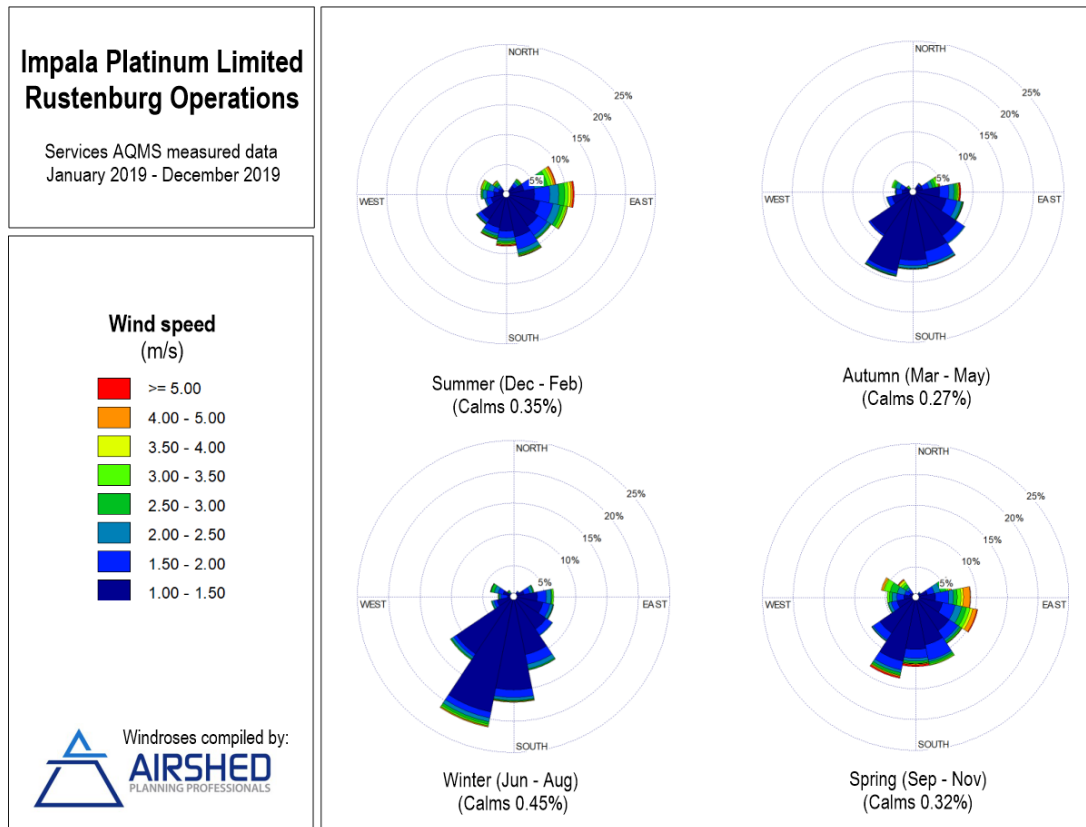 Impala Platinum Limited
Rustenburg Operations
Services AQMS measured data
January 2019 - December 2019
Wind speed
(m/s)
>= 5.00
4.00 - 5.00
3.50 - 4.00
3.00 - 3.50
2.50 - 3.00
2.00 - 2.50
1.50 - 2.00
1.00 - 1.50
Windroses compiled by:
AIRSHED
PLANNING PROFESSIONALS
NORTH
25%
20%
15%
10%
5%
WEST
EAST
SOUTH
Summer (Dec - Feb)
(Calms 0.35%)
NORTH
25%
20%
15%
10%
5%
WEST
EAST
SOUTH
Autumn (Mar - May)
(Calms 0.27%)
NORTH
25%
20%
15%
10%
5%
WEST
EAST
SOUTH
Winter (Jun - Aug)
(Calms 0.45%)
NORTH
25%
20%
15%
10%
5%
WEST
EAST
SOUTH
Spring (Sep - Nov)
(Calms 0.32%)